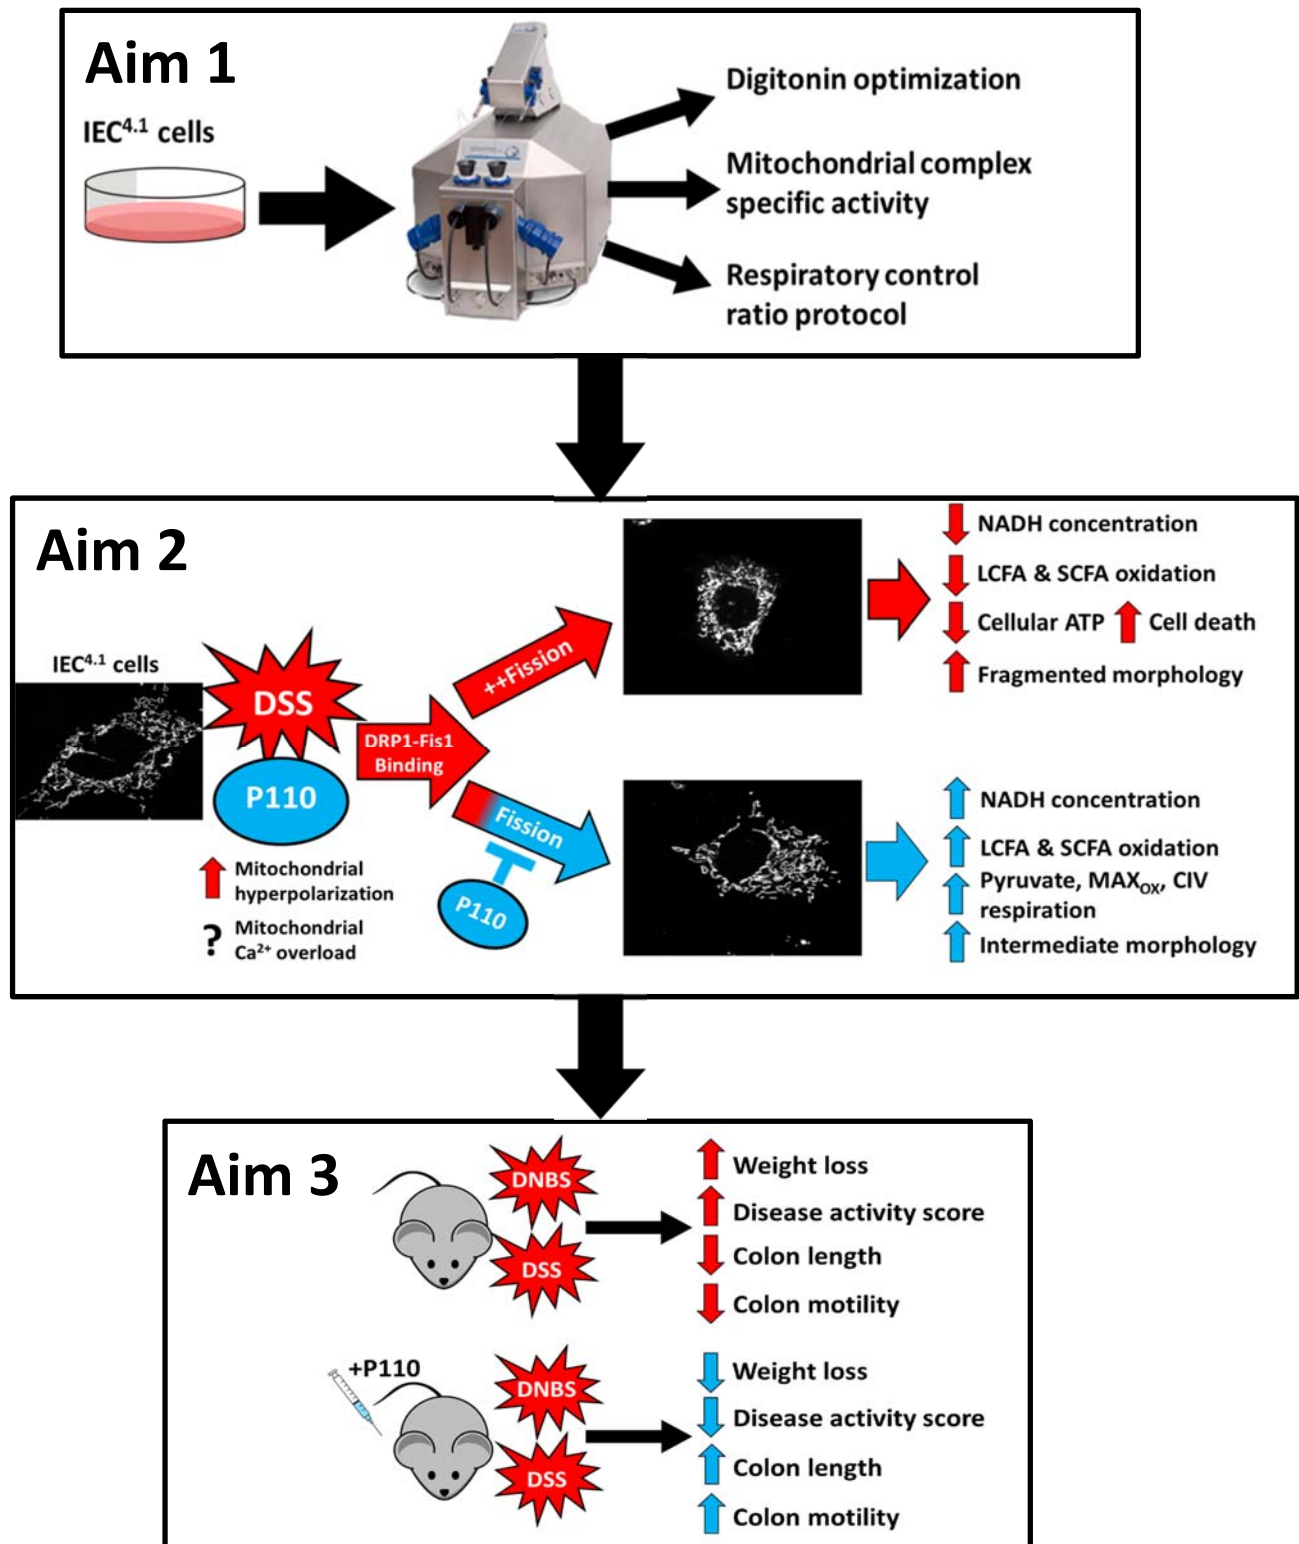 Aim 1
IEC4.1 cells
Digitonin optimization
Mitochondrial complex
specific activity
Respiratory control
ratio protocol
Aim 2
IEC4.1 cells
DSS
P110
Mitochondrial
hyperpolarization
? Mitochondrial
Ca2+ overload
DRP1-Fis1
Binding
++Fission
Fission
P110
NADH concentration
LCFA & SCFA oxidation
Cellular ATP
Cell death
Fragmented morphology
NADH concentration
LCFA & SCFA oxidation
Pyruvate, MAXOX, CIV
respiration
Intermediate morphology
Aim 3
DNBS
DSS
Weight loss
Disease activity score
Colon length
Colon motility
+P110
DNBS
DSS
Weight loss
Disease activity score
Colon length
Colon motility